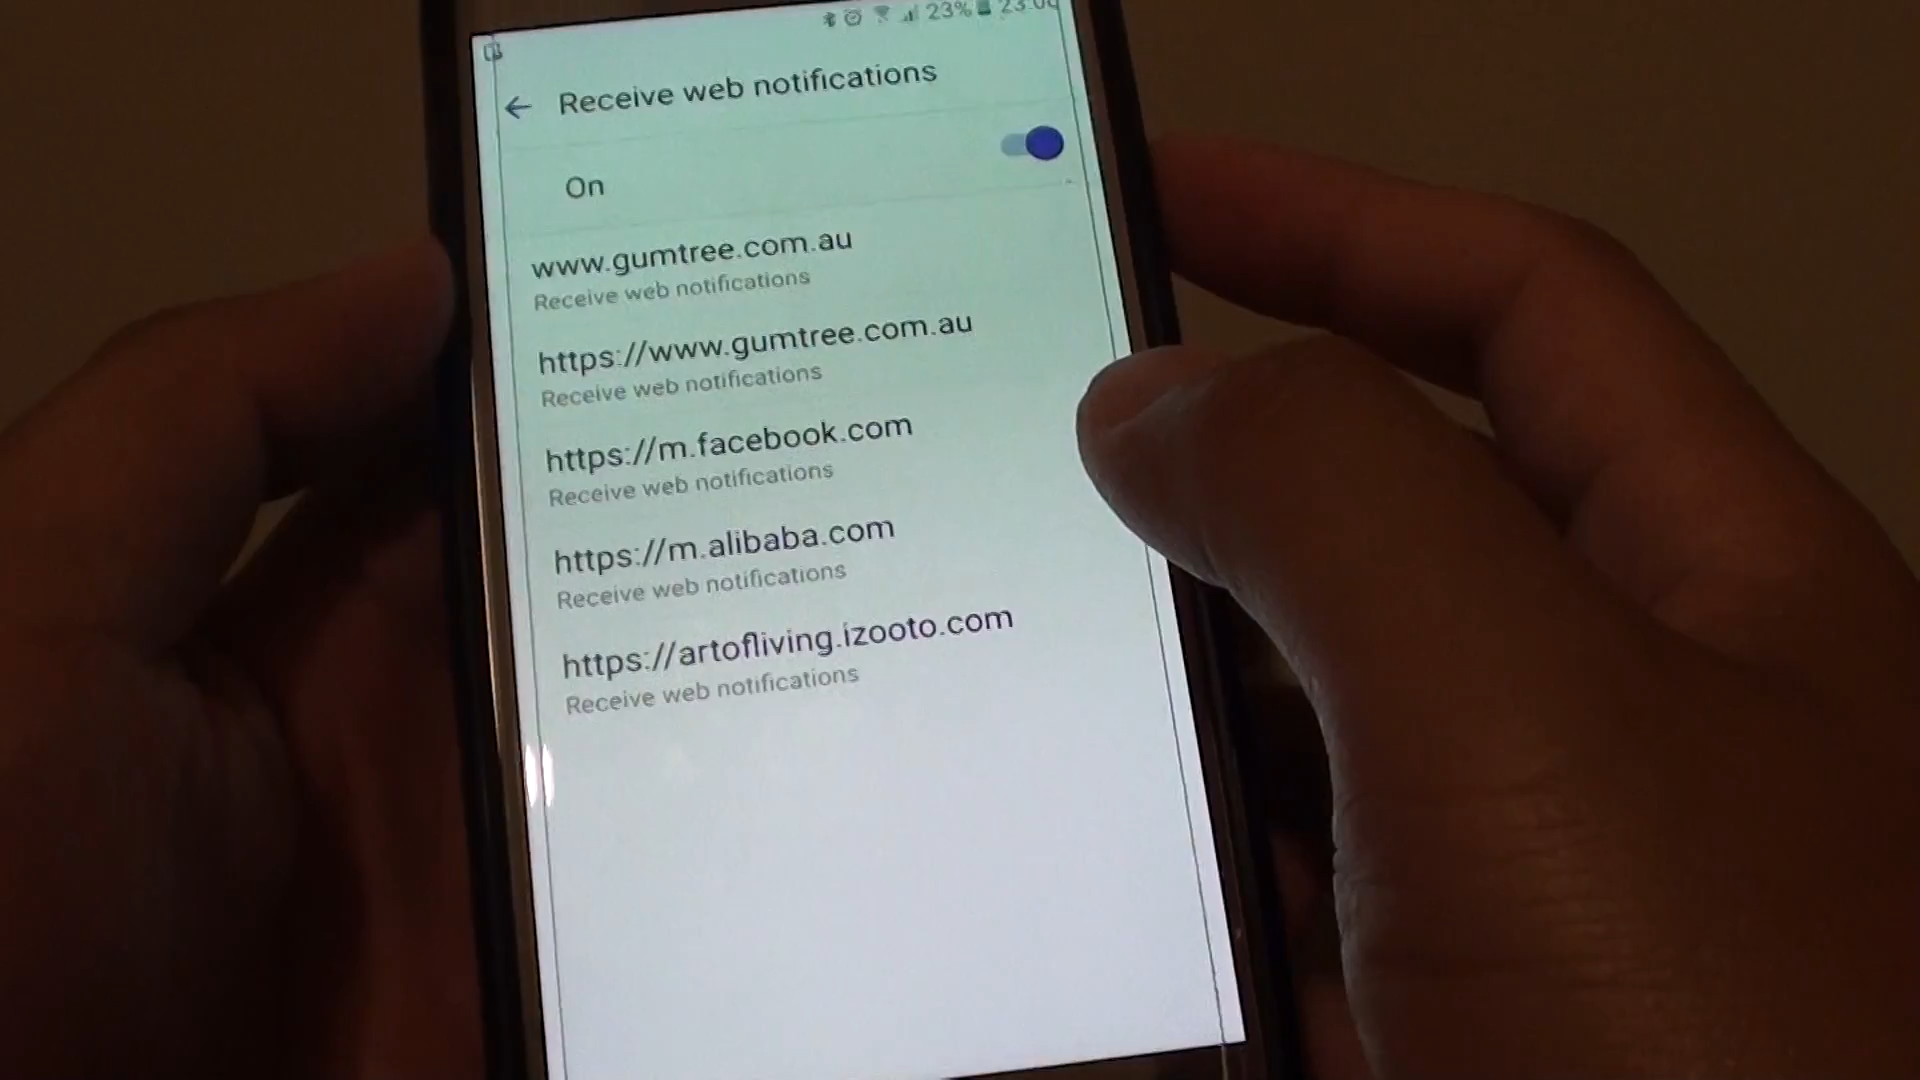 23%
Receive web notifications
On
www.gumtree.com.au
Receive web notifications
https://www.gumtree.com.au
Receive web notifications
https://m.facebook.com
Receive web notifications
https://m.alibaba.com
Receive web notifications
https://artofliving.izooto.com
Receive web notifications